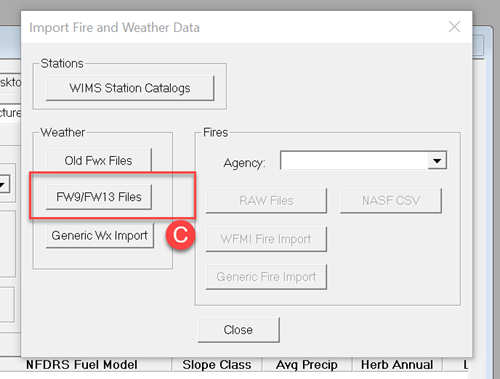 Import Fire and Weather Data
Stations
WIMS Station Catalogs
Weather
Old Fwx Files
FW9/FW13 Files
Generic Wx Import
C
Fires
Agency:
RAW Files
NASF CSV
WFMI Fire Import
Generic Fire Import
Close
skto
cture
NFDRS Fuel Model Slope Class Avg Precip Herb Annual L